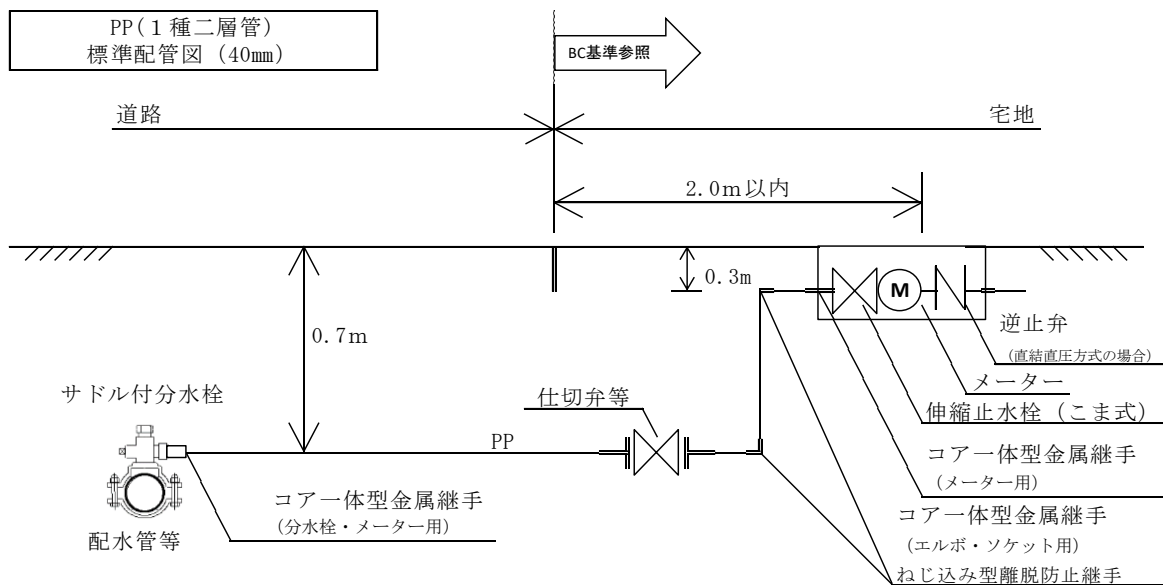 PP(１種二層管)
標準配管図（40㎜）
BC基準参照
道路
宅地
2.0m以内
0.3m
0.7m
M
逆止弁
(直結直圧方式の場合)
メーター
サドル付分水栓
仕切弁等
伸縮止水栓（こま式）
PP
コア一体型金属継手
(メーター用)
コア一体型金属継手
(分水栓・メーター用)
配水管等
コア一体型金属継手
(エルボ・ソケット用)
ねじ込み型離脱防止継手